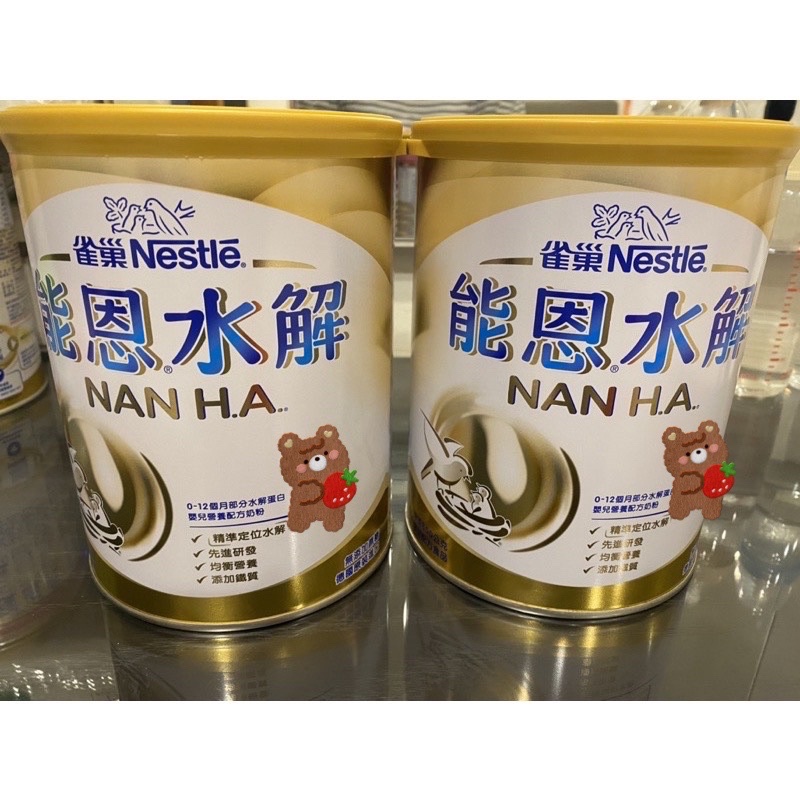 雀巢 Nestlé®
能恩®水解
NAN H.A.®
0-12個月部分水解蛋白
嬰兒營養配方奶粉
✓ 精準定位水解
✓ 先進研發
✓ 均衡營養
✓ 添加鐵質
雀巢 Nestlé®
能恩®水解
NAN H.A.®
0-12個月部分水解蛋白
嬰兒營養配方奶粉
✓ 精準定位水解
✓ 先進研發
✓ 均衡營養
✓ 添加鐵質